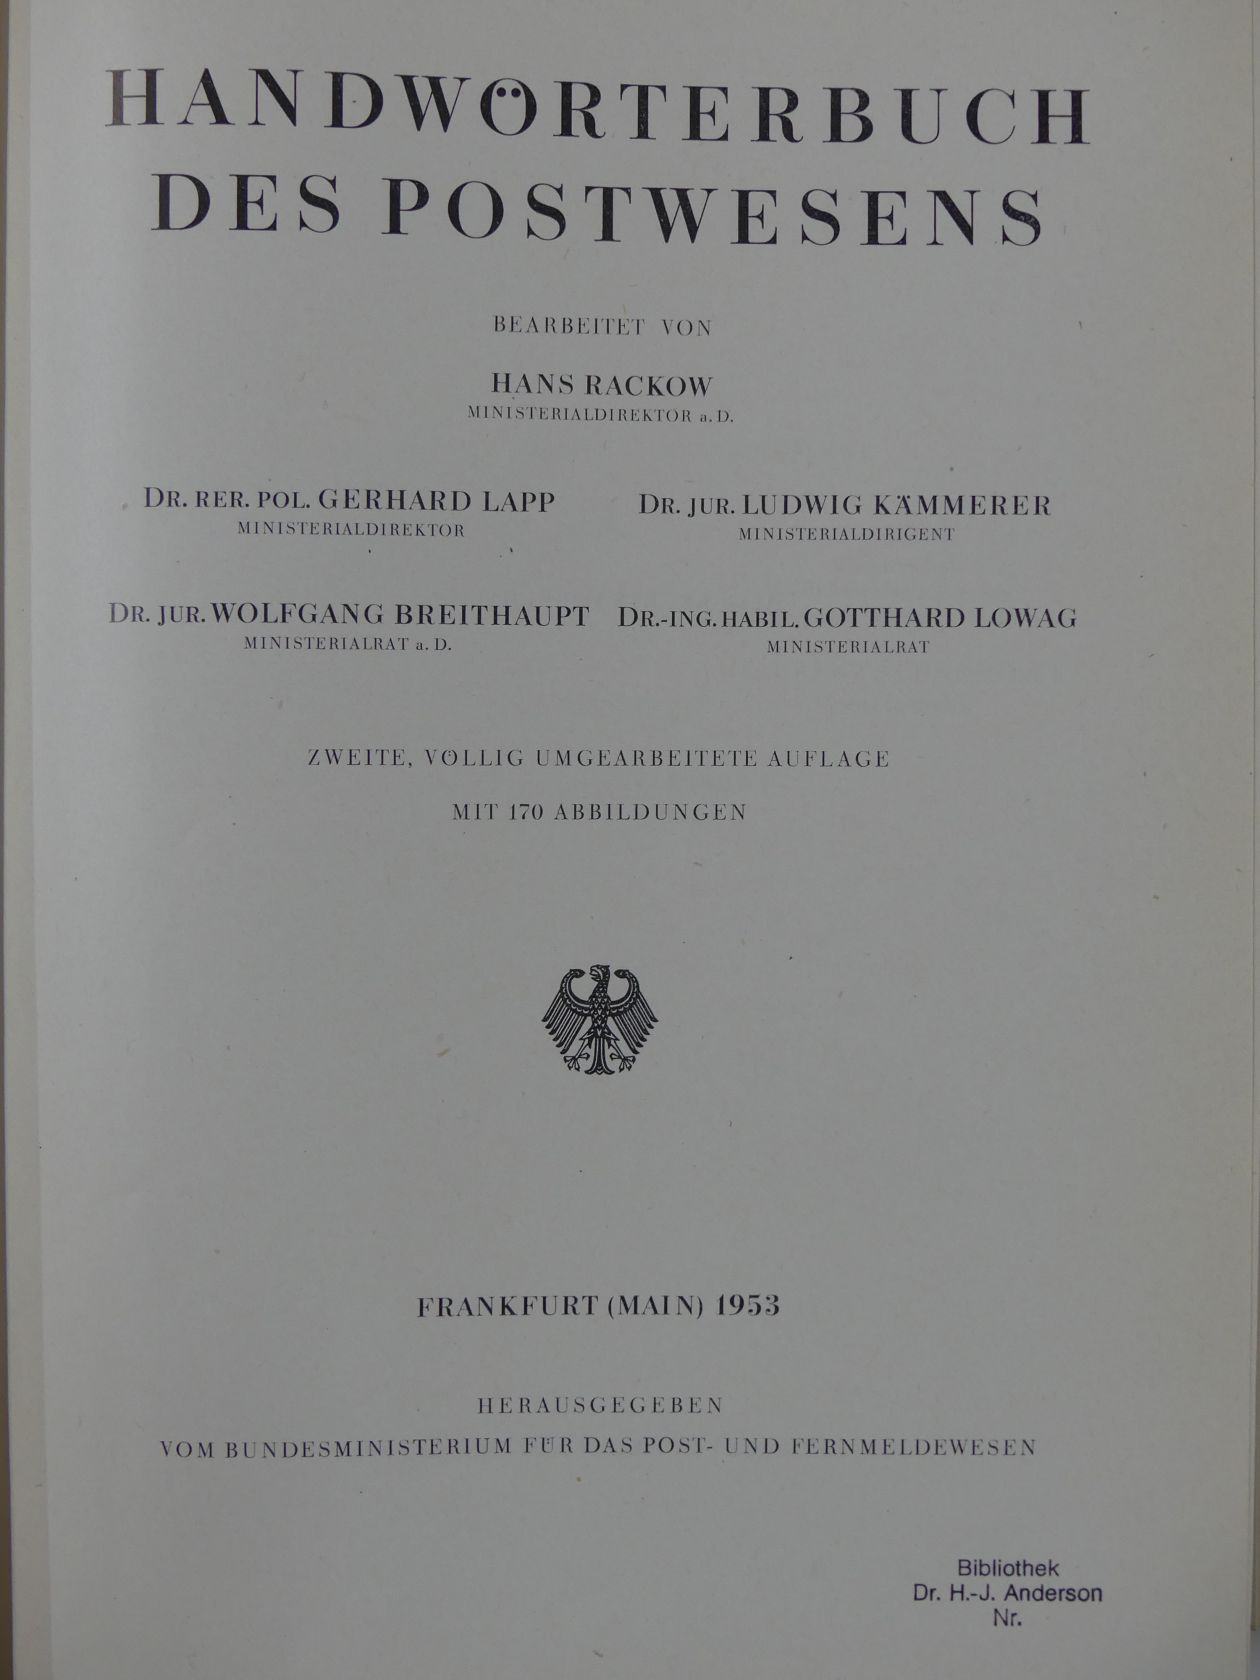 HANDWÖRTERBUCH
DES POSTWESENS
BEARBEITET VON
HANS RACKOW
MINISTERIALDIREKTOR a. D.
DR. RER. POL. GERHARD LAPP
MINISTERIALDIREKTOR
DR. JUR. LUDWIG KÄMMERER
MINISTERIALDIRIGENT
DR. JUR. WOLFGANG BREITHAUPT
MINISTERIALRAT a. D.
DR.-ING. HABIL. GOTTHARD LOWAG
MINISTERIALRAT
ZWEITE, VÖLLIG UMGEARBEITETE AUFLAGE
MIT 170 ABBILDUNGEN
FRANKFURT (MAIN) 1953
HERAUSGEGEBEN
VOM BUNDESMINISTERIUM FÜR DAS POST- UND FERNMELDEWESEN
Bibliothek
Dr. H.-J. Anderson
Nr.